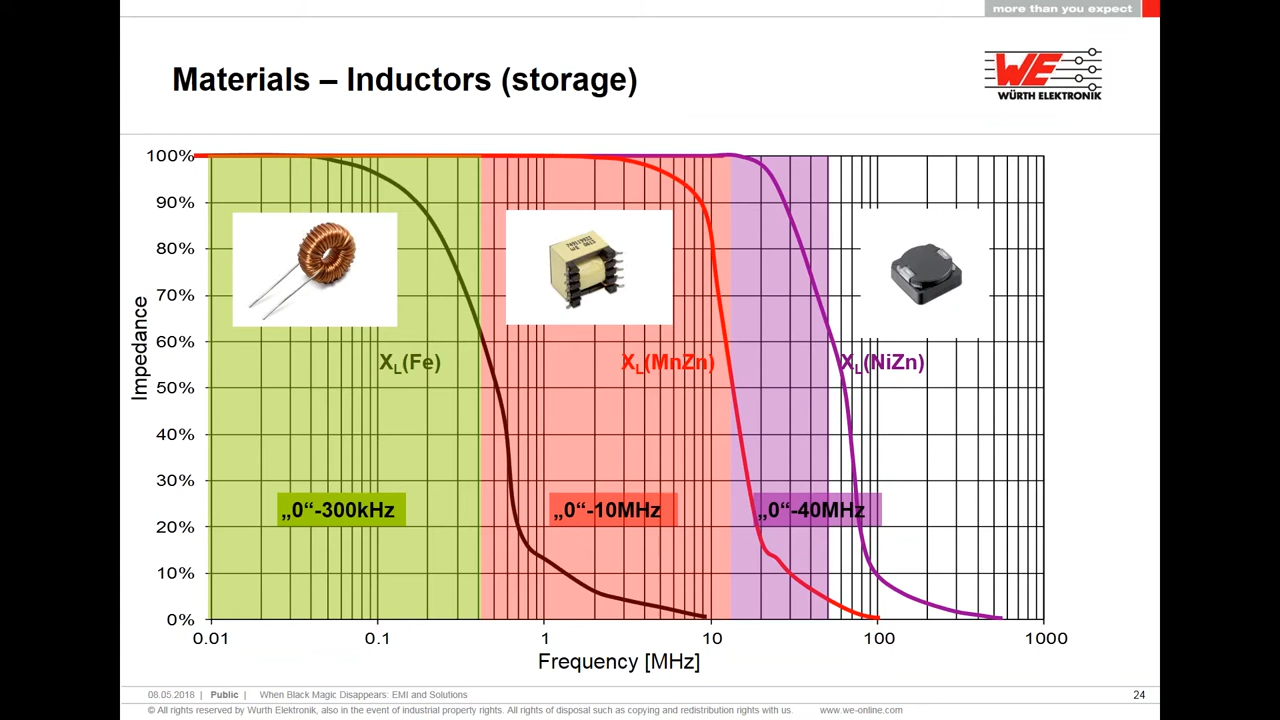 more than you expect
Materials – Inductors (storage)
WE
WÜRTH ELEKTRONIK
100%
90%
80%
70%
60%
50%
40%
30%
20%
10%
0%
Impedance
XL(Fe)
XL(MnZn)
XL(NiZn)
„0“-300kHz
„0“-10MHz
„0“-40MHz
0.01 0.1 1 10 100 1000
Frequency [MHz]
08.05.2018 | Public | When Black Magic Disappears: EMI and Solutions 24
© All rights reserved by Wurth Elektronik, also in the event of industrial property rights. All rights of disposal such as copying and redistribution rights with us. www.we-online.com